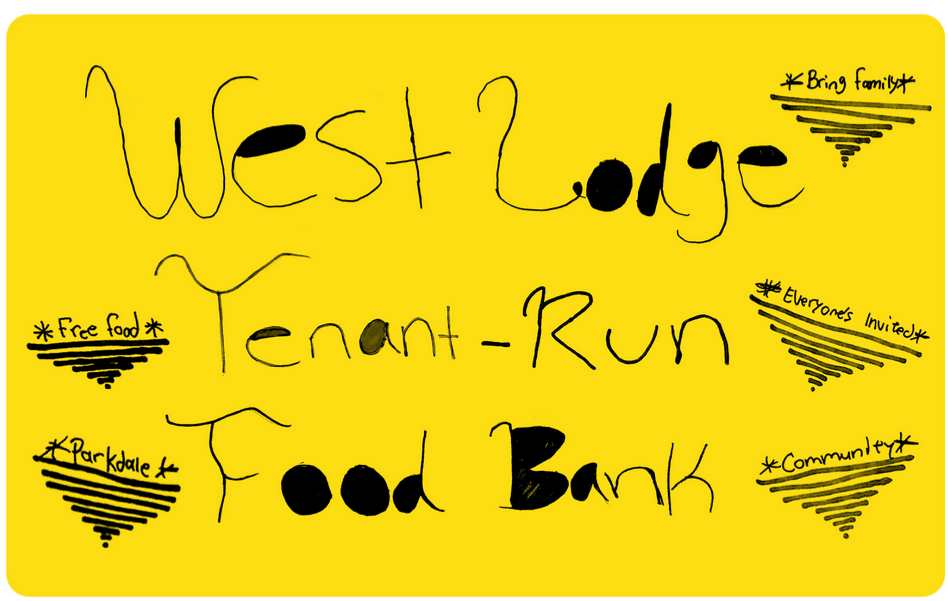 *Bring family*
West Lodge
*Everyone's Invited*
*Free food*
Tenant-Run
*Parkdale*
Food Bank
*Community*